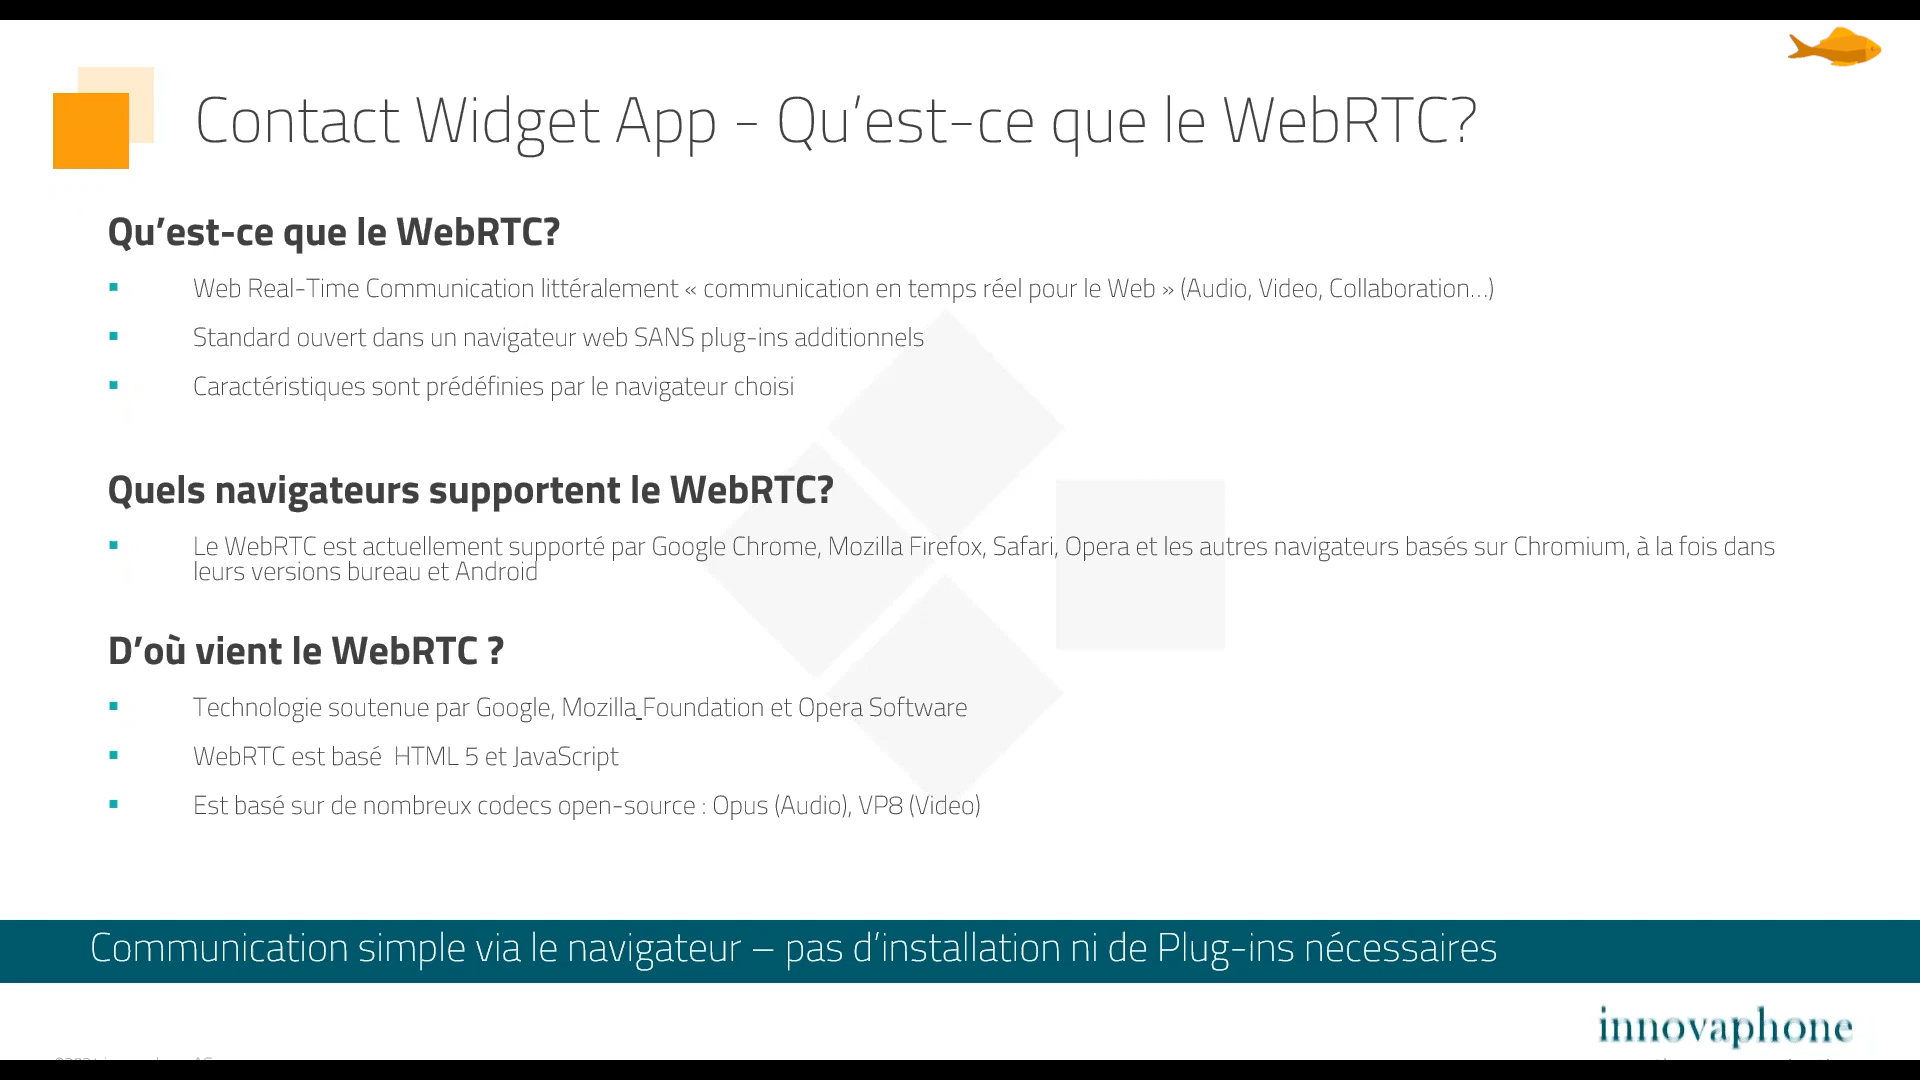 Contact Widget App - Qu’est-ce que le WebRTC?
Qu’est-ce que le WebRTC?
Web Real-Time Communication littéralement « communication en temps réel pour le Web » (Audio, Video, Collaboration…)
Standard ouvert dans un navigateur web SANS plug-ins additionnels
Caractéristiques sont prédéfinies par le navigateur choisi
Quels navigateurs supportent le WebRTC?
Le WebRTC est actuellement supporté par Google Chrome, Mozilla Firefox, Safari, Opera et les autres navigateurs basés sur Chromium, à la fois dans
leurs versions bureau et Android
D’où vient le WebRTC ?
Technologie soutenue par Google, Mozilla Foundation et Opera Software
WebRTC est basé  HTML 5 et JavaScript
Est basé sur de nombreux codecs open-source : Opus (Audio), VP8 (Video)
Communication simple via le navigateur – pas d’installation ni de Plug-ins nécessaires
innovaphone